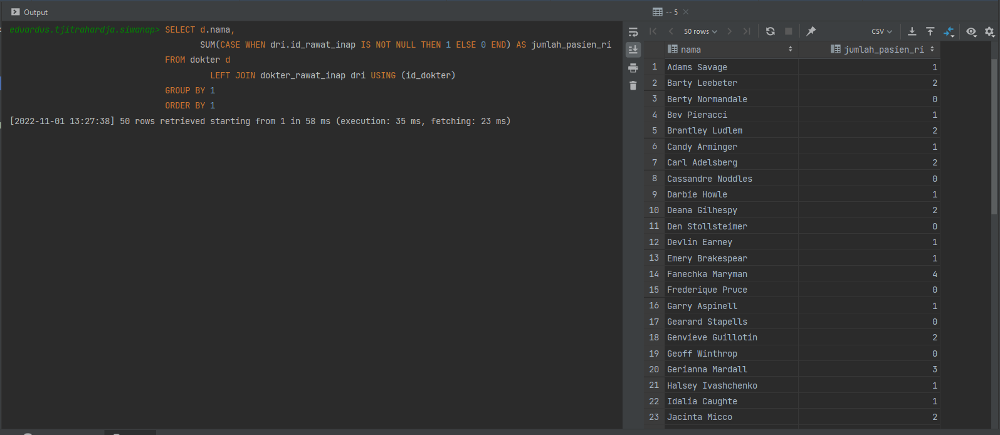 Output
eduardus.tjitrahardja.siwanap> SELECT d.nama,
SUM(CASE WHEN dri.id_rawat_inap IS NOT NULL THEN 1 ELSE 0 END) AS jumlah_pasien_ri
FROM dokter d
LEFT JOIN dokter_rawat_inap dri USING (id_dokter)
GROUP BY 1
ORDER BY 1
[2022-11-01 13:27:38] 50 rows retrieved starting from 1 in 58 ms (execution: 35 ms, fetching: 23 ms)
-- 5
50 rows CSV
nama jumlah_pasien_ri
1 Adams Savage 1
2 Barty Leebeter 2
3 Berty Normandale 0
4 Bev Pieracci 1
5 Brantley Ludlem 2
6 Candy Arminger 1
7 Carl Adelsberg 2
8 Cassandre Noddles 0
9 Darbie Howle 1
10 Deana Gilhespy 2
11 Den Stollsteimer 0
12 Devlin Earney 1
13 Emery Brakespear 1
14 Fanechka Maryman 4
15 Frederique Pruce 0
16 Garry Aspinell 1
17 Gearard Stapells 0
18 Genvieve Guillotin 2
19 Geoff Winthrop 0
20 Gerianna Mardall 3
21 Halsey Ivashchenko 1
22 Idalia Caughte 1
23 Jacinta Micco 2